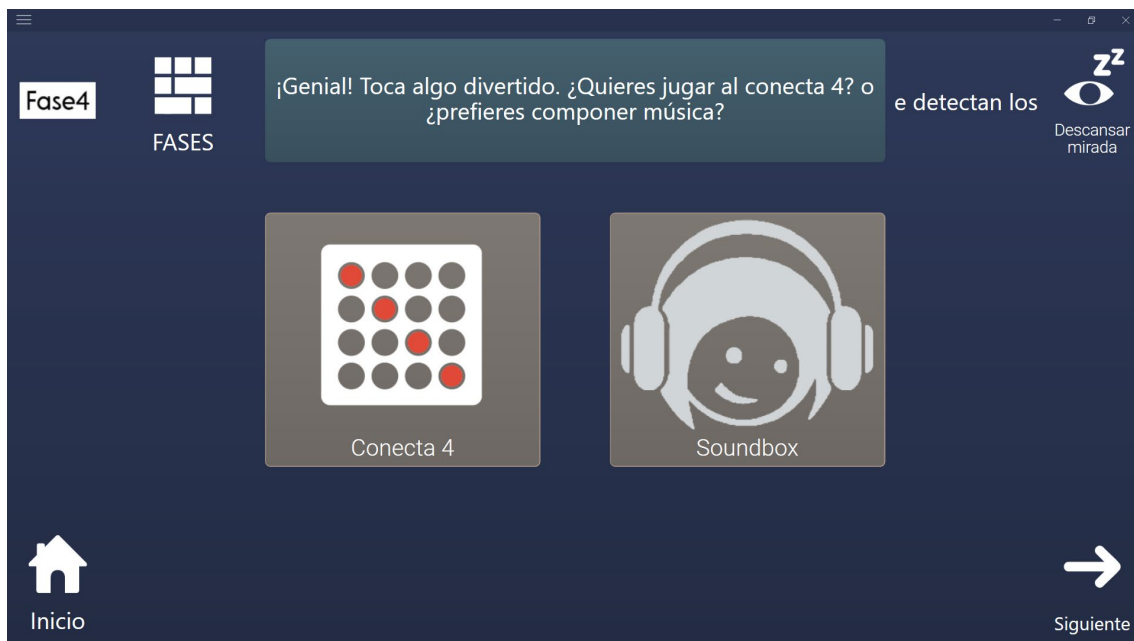 Fase4
FASES
¡Genial! Toca algo divertido. ¿Quieres jugar al conecta 4? o
¿prefieres componer música?
e detectan los
zz
Descansar
mirada
Conecta 4
Soundbox
Inicio
Siguiente